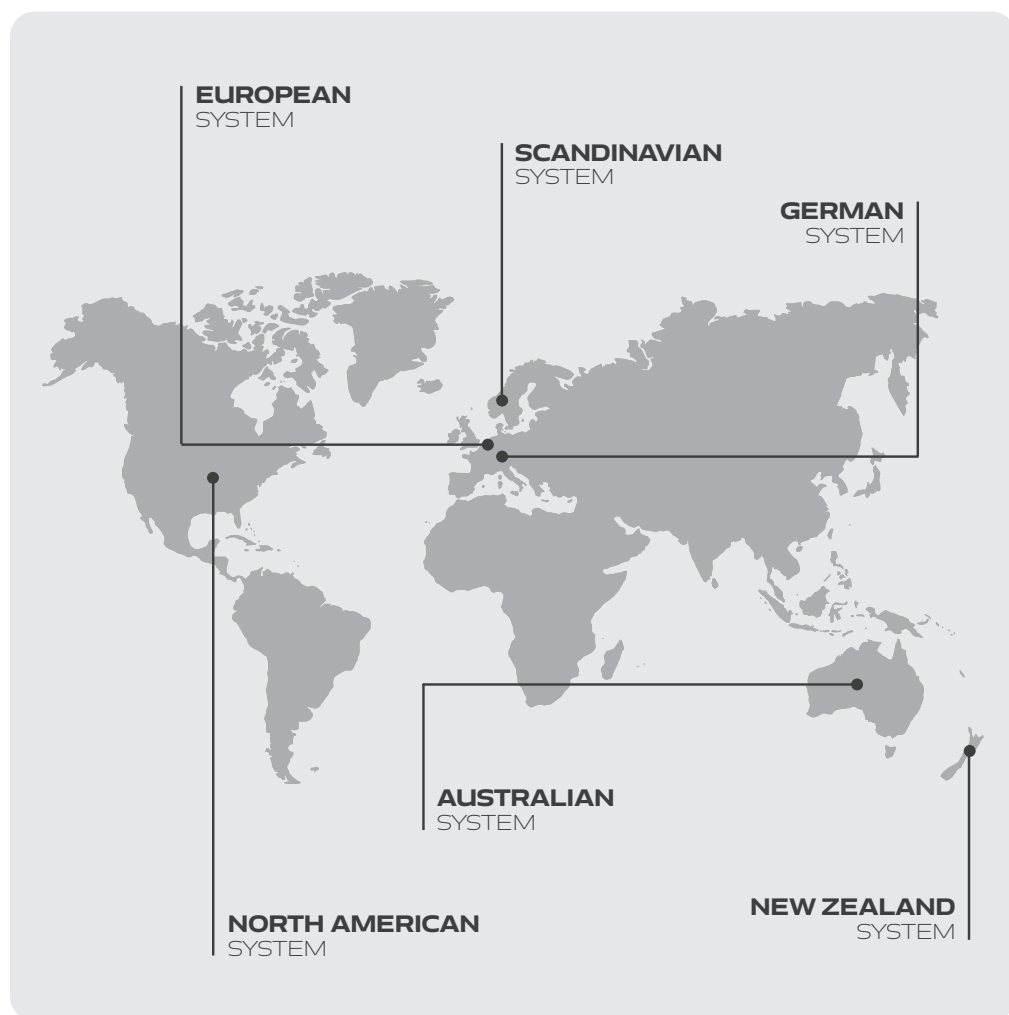 EUROPEAN
SYSTEM
SCANDINAVIAN
SYSTEM
GERMAN
SYSTEM
AUSTRALIAN
SYSTEM
NEW ZEALAND
SYSTEM
NORTH AMERICAN
SYSTEM